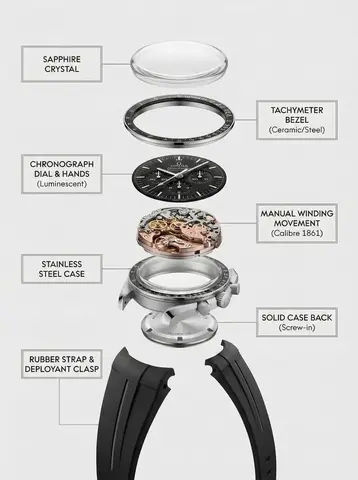 SAPPHIRE
CRYSTAL
TACHYMETER
BEZEL
(Ceramic/Steel)
CHRONOGRAPH
DIAL & HANDS
(Luminescent)
OMEGA
MANUAL WINDING
MOVEMENT
(Calibre 1861)
STAINLESS
STEEL CASE
SOLID CASE BACK
(Screw-in)
RUBBER STRAP &
DEPLOYANT CLASP